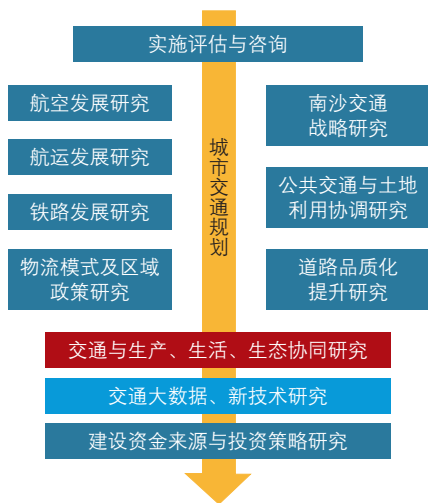 实施评估与咨询
航空发展研究
航运发展研究
铁路发展研究
物流模式及区域
政策研究
城市交通规划
南沙交通
战略研究
公共交通与土地
利用协调研究
道路品质化
提升研究
交通与生产、生活、生态协同研究
交通大数据、新技术研究
建设资金来源与投资策略研究